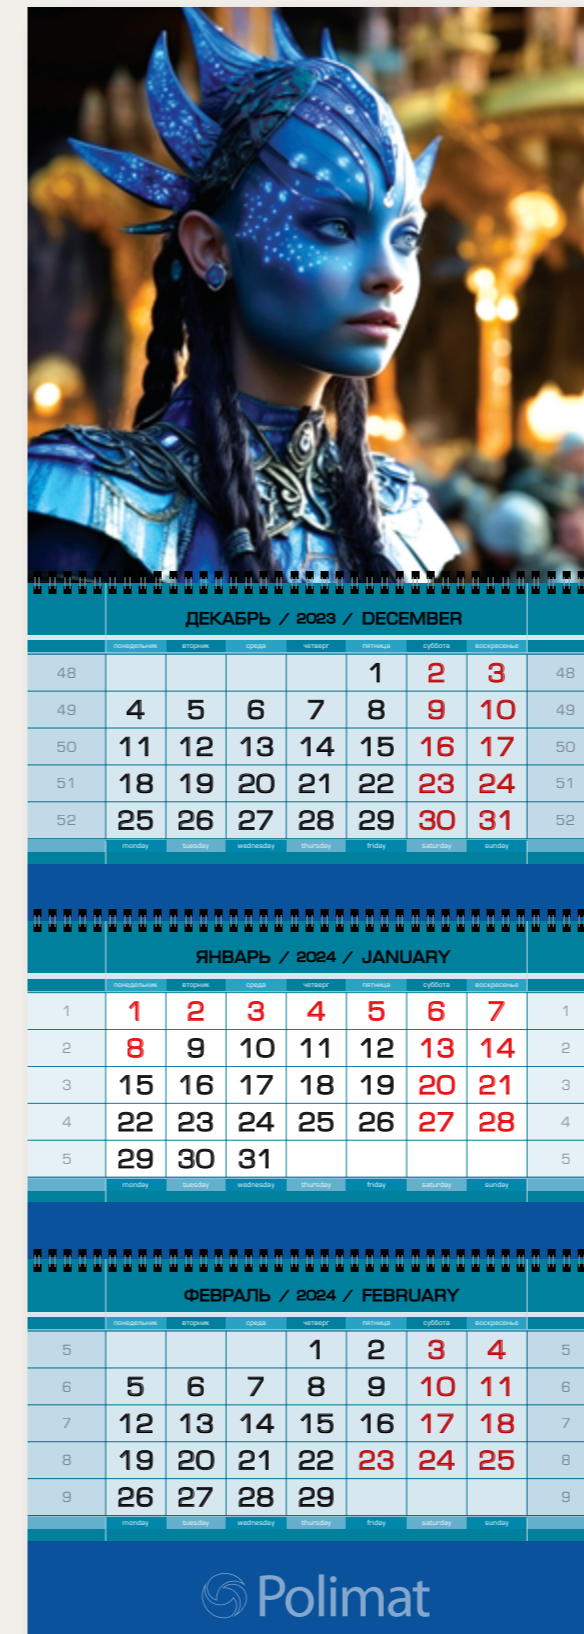 ДЕКАБРЬ / 2023 / DECEMBER
понедельник вторник среда четверг пятница суббота воскресенье
48 1 2 3 48
49 4 5 6 7 8 9 10 49
50 11 12 13 14 15 16 17 50
51 18 19 20 21 22 23 24 51
52 25 26 27 28 29 30 31 52
monday tuesday wednesday thursday friday saturday sunday
ЯНВАРЬ / 2024 / JANUARY
понедельник вторник среда четверг пятница суббота воскресенье
1 1 2 3 4 5 6 7 1
2 8 9 10 11 12 13 14 2
3 15 16 17 18 19 20 21 3
4 22 23 24 25 26 27 28 4
5 29 30 31 5
monday tuesday wednesday thursday friday saturday sunday
ФЕВРАЛЬ / 2024 / FEBRUARY
понедельник вторник среда четверг пятница суббота воскресенье
5 1 2 3 4 5
6 5 6 7 8 9 10 11 6
7 12 13 14 15 16 17 18 7
8 19 20 21 22 23 24 25 8
9 26 27 28 29 9
monday tuesday wednesday thursday friday saturday sunday
Polimat